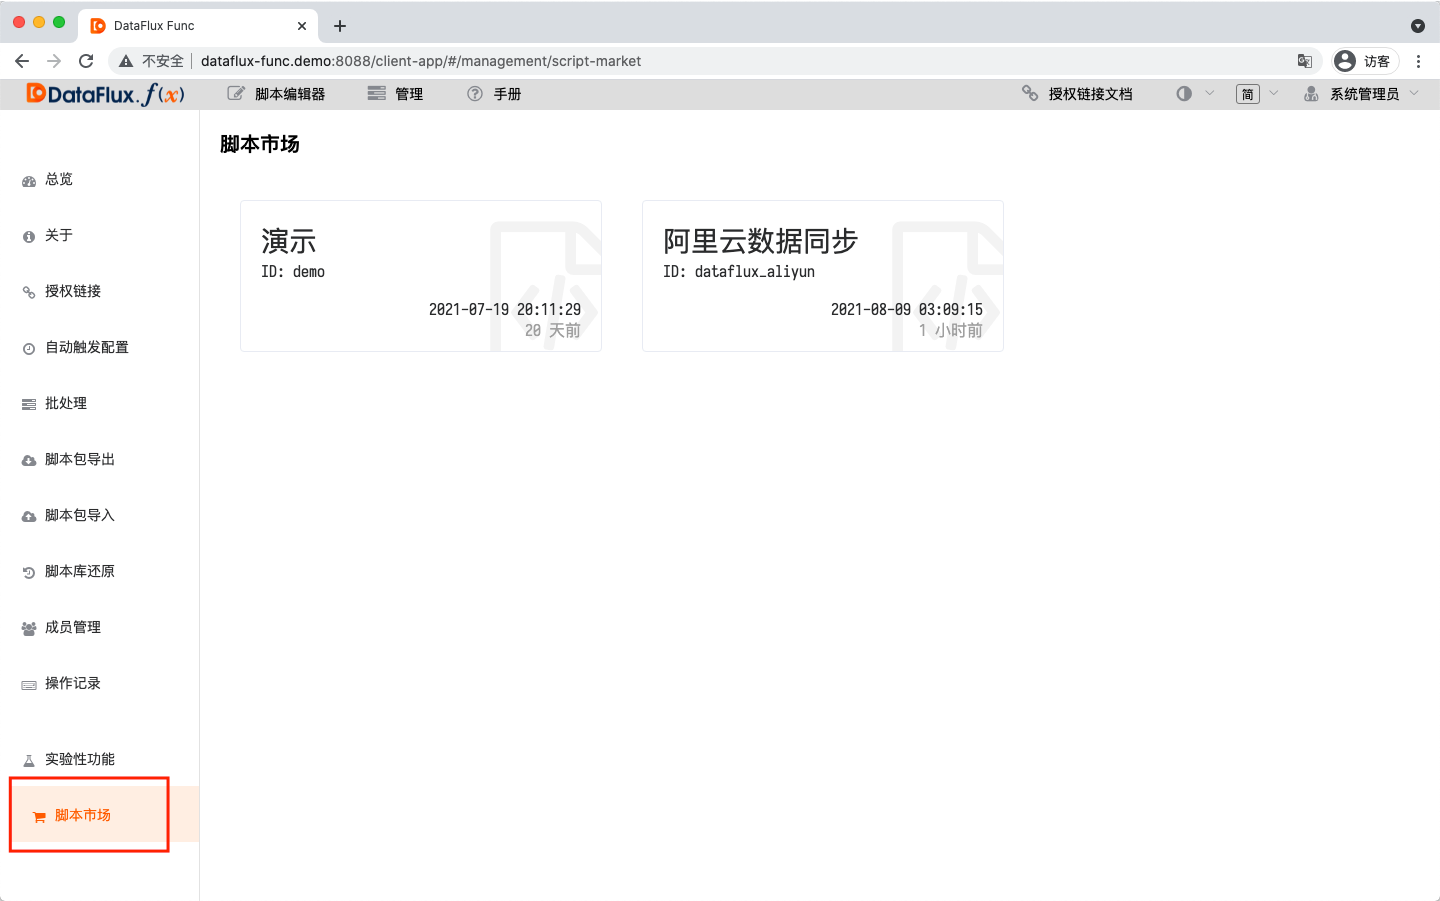 DataFlux Func
不安全 dataflux-func.demo:8088/client-app/#/management/script-market 访客
DataFlux.f(x) 脚本编辑器 管理 手册 授权链接文档 简 系统管理员
总览
关于
授权链接
自动触发配置
批处理
脚本包导出
脚本包导入
脚本库还原
成员管理
操作记录
实验性功能
脚本市场
脚本市场
演示
ID: demo
2021-07-19 20:11:29
20 天前
阿里云数据同步
ID: dataflux_aliyun
2021-08-09 03:09:15
1 小时前